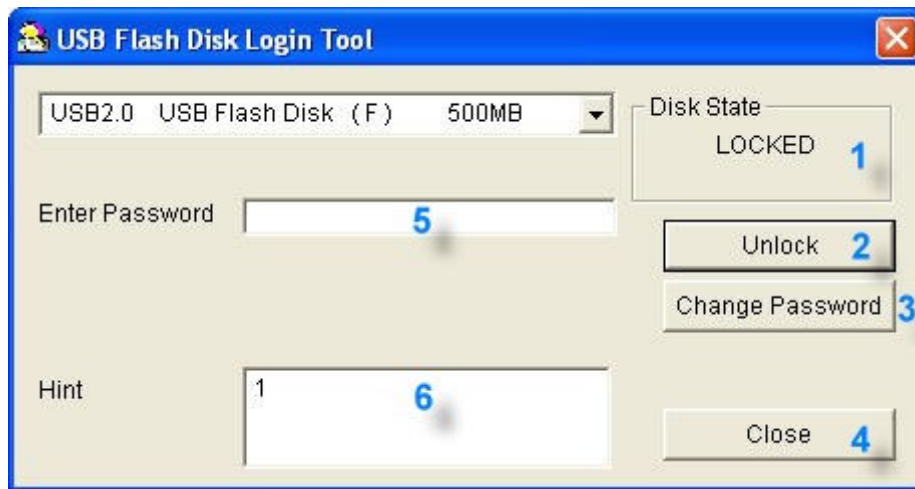 USB Flash Disk Login Tool
USB2.0 USB Flash Disk (F) 500MB
Disk State
LOCKED 1
Enter Password 5
Unlock 2
Change Password 3
Hint 1 6
Close 4